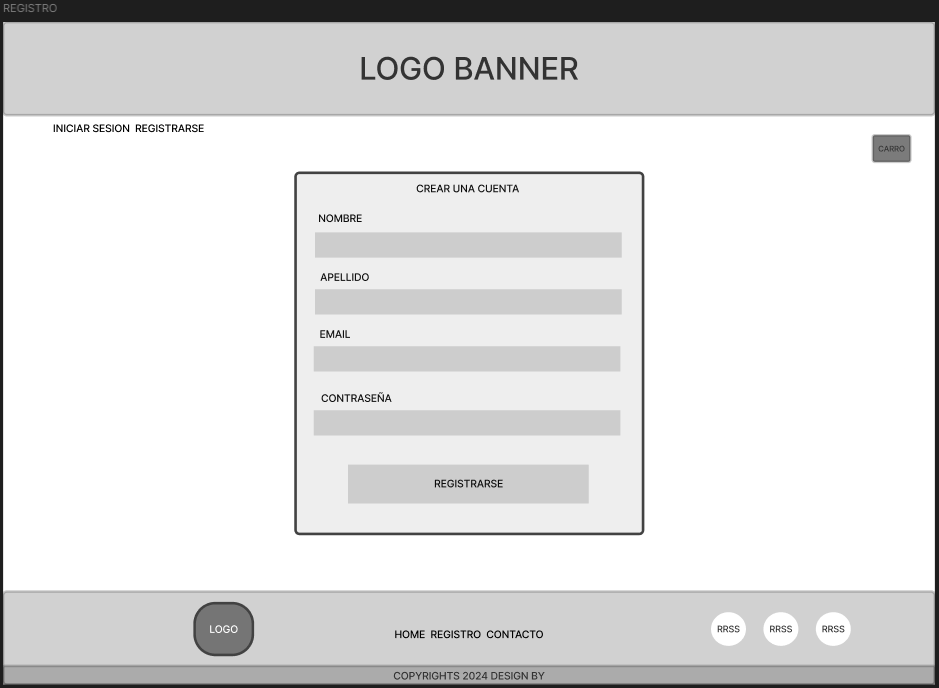 REGISTRO
LOGO BANNER
INICIAR SESION REGISTRARSE
CARRO
CREAR UNA CUENTA
NOMBRE
APELLIDO
EMAIL
CONTRASEÑA
REGISTRARSE
LOGO
HOME REGISTRO CONTACTO
RRSS RRSS RRSS
COPYRIGHTS 2024 DESIGN BY